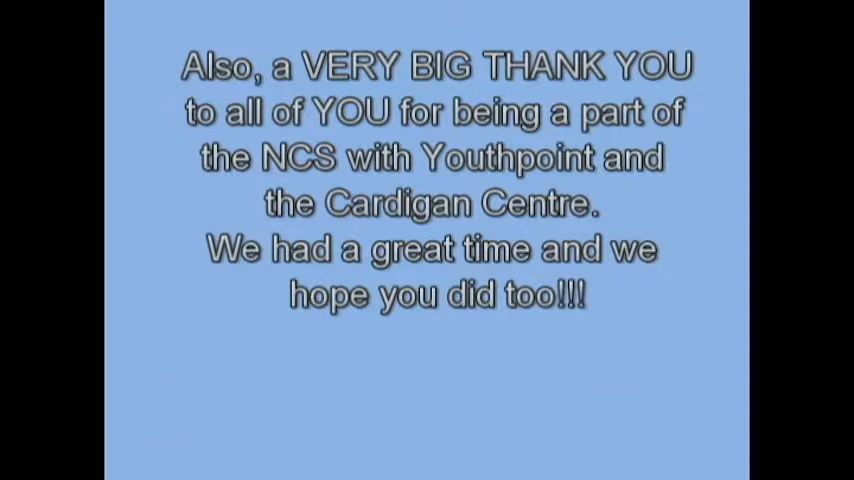 Also, a VERY BIG THANK YOU
to all of YOU for being a part of
the NCS with Youthpoint and
the Cardigan Centre.
We had a great time and we
hope you did too!!!